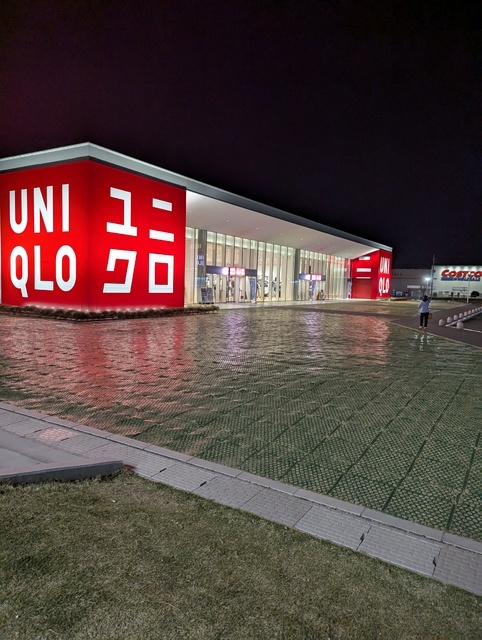 UNI
QLO
ユニ
クロ
UNI
QLO
COSTCO